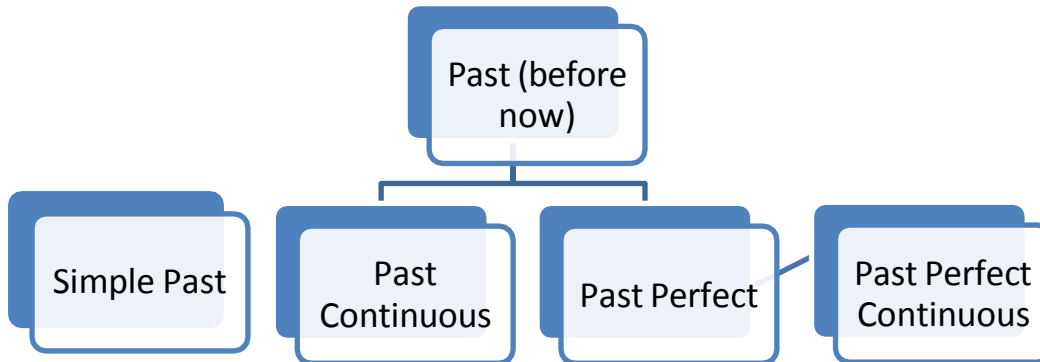 Past (before
now)
Simple Past
Past
Continuous
Past Perfect
Past Perfect
Continuous